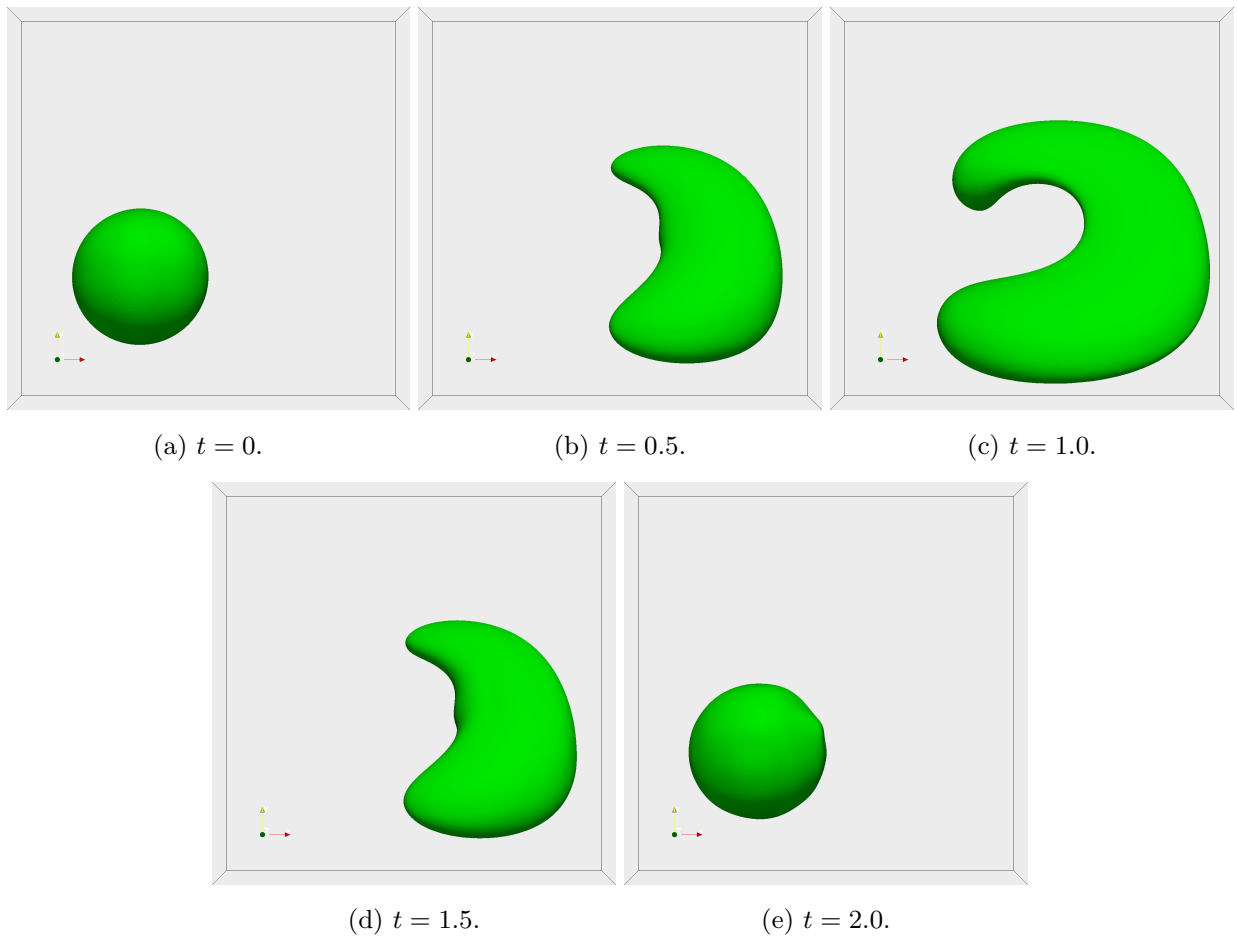 (a) t = 0.
(b) t = 0.5.
(c) t = 1.0.
(d) t = 1.5.
(e) t = 2.0.